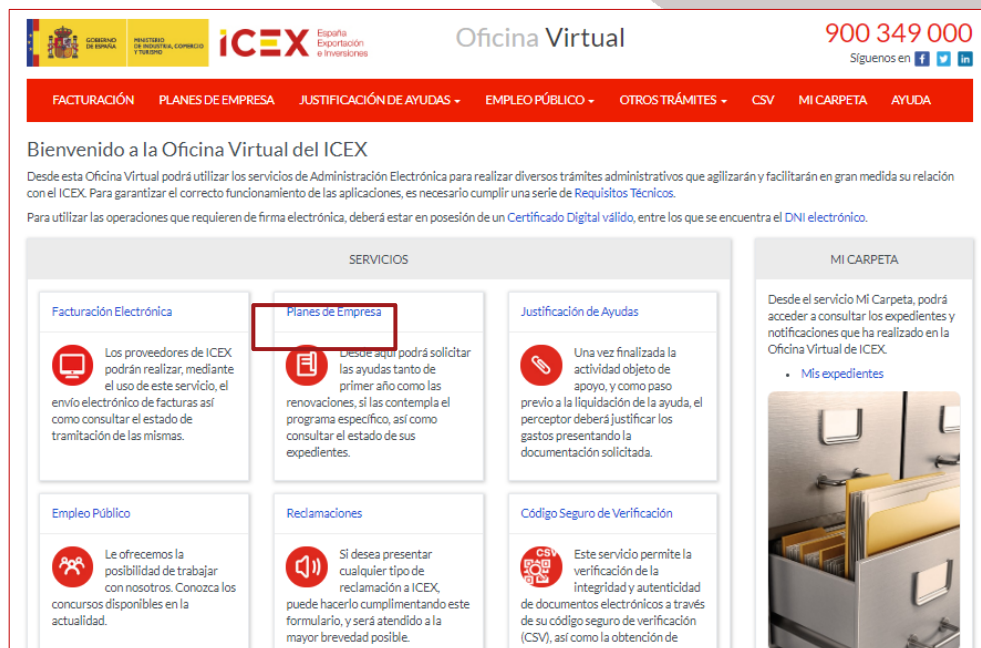 GOBIERNO
DE ESPAÑA
MINISTERIO
DE INDUSTRIA, COMERCIO
Y TURISMO
ICEX
España
Exportación
e Inversiones
Oficina Virtual
900 349 000
Síguenos en
FACTURACIÓN PLANES DE EMPRESA JUSTIFICACIÓN DE AYUDAS EMPLEO PÚBLICO OTROS TRÁMITES CSV MI CARPETA AYUDA
Bienvenido a la Oficina Virtual del ICEX
Desde esta Oficina Virtual podrá utilizar los servicios de Administración Electrónica para realizar diversos trámites administrativos que agilizarán y facilitarán en gran medida su relación
con el ICEX. Para garantizar el correcto funcionamiento de las aplicaciones, es necesario cumplir una serie de Requisitos Técnicos.
Para utilizar las operaciones que requieren de firma electrónica, deberá estar en posesión de un Certificado Digital válido, entre los que se encuentra el DNI electrónico.
SERVICIOS
Facturación Electrónica
Los proveedores de ICEX
podrán realizar, mediante
el uso de este servicio, el
envío electrónico de facturas así
como consultar el estado de
tramitación de las mismas.
Planes de Empresa
Desde aquí podrá solicitar
las ayudas tanto de
primer año como las
renovaciones, si las contempla el
programa específico, así como
consultar el estado de sus
expedientes.
Justificación de Ayudas
Una vez finalizada la
actividad objeto de
apoyo, y como paso
previo a la liquidación de la ayuda, el
perceptor deberá justificar los
gastos presentando la
documentación solicitada.
Empleo Público
Le ofrecemos la
posibilidad de trabajar
con nosotros. Conozca los
concursos disponibles en la
actualidad.
Reclamaciones
Si desea presentar
cualquier tipo de
reclamación a ICEX,
puede hacerlo cumplimentando este
formulario, y será atendido a la
mayor brevedad posible.
Código Seguro de Verificación
CSV
Este servicio permite la
verificación de la
integridad y autenticidad
de documentos electrónicos a través
de su código seguro de verificación
(CSV), así como la obtención de
MI CARPETA
Desde el servicio Mi Carpeta, podrá
acceder a consultar los expedientes y
notificaciones que ha realizado en la
Oficina Virtual de ICEX.
• Mis expedientes